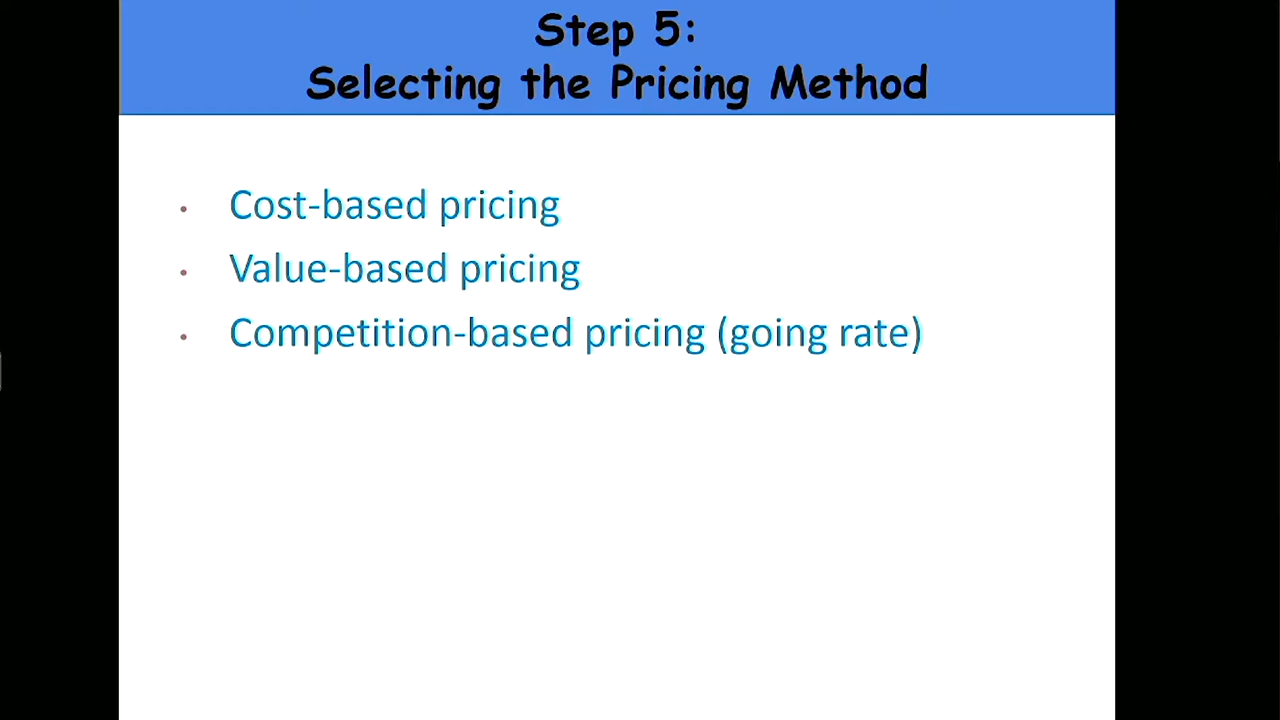 Step 5:
Selecting the Pricing Method
• Cost-based pricing
• Value-based pricing
• Competition-based pricing (going rate)